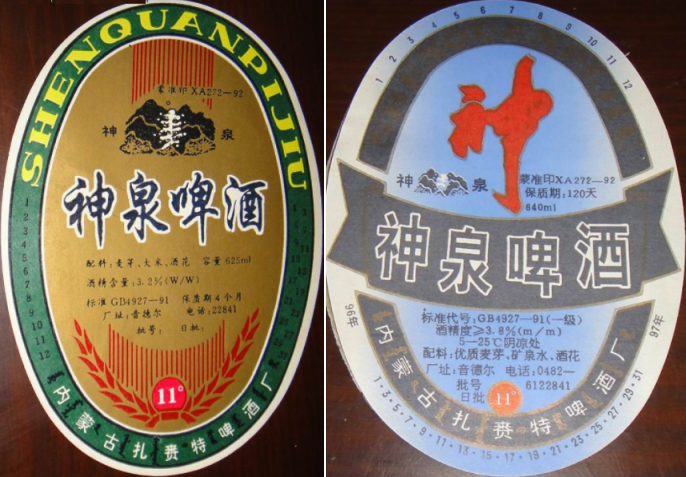 SHENQUANPIJIU
蒙准印XA272—92
神 泉
神泉啤酒
配料:麦芽、大米、酒花 容量625ml
酒精含量:3.2%(W/W)
标准GB4927—91 保质期4个月
厂址:音德尔 电话:22841
批号: 日批:
11°
1 2 3 4 5 6 7 8 9 10 11 12
内蒙古扎赉特啤酒厂
1 2 3 4 5 6 7 8 9 10 11 12
神
神 泉
蒙准印XA272—92
保质期:120天
640ml
神泉啤酒
96年
97年
标准代号:GB4927—91(一级)
酒精度≥3.8%(m/m)
5—25℃阴凉处
配料:优质麦芽、矿泉水、酒花
厂址:音德尔 电话:0482—
批号 6122841
日批 11°
内蒙古扎赉特啤酒厂
1·3·5·7·9·11·13·15·17·19·21·23·25·27·29·31